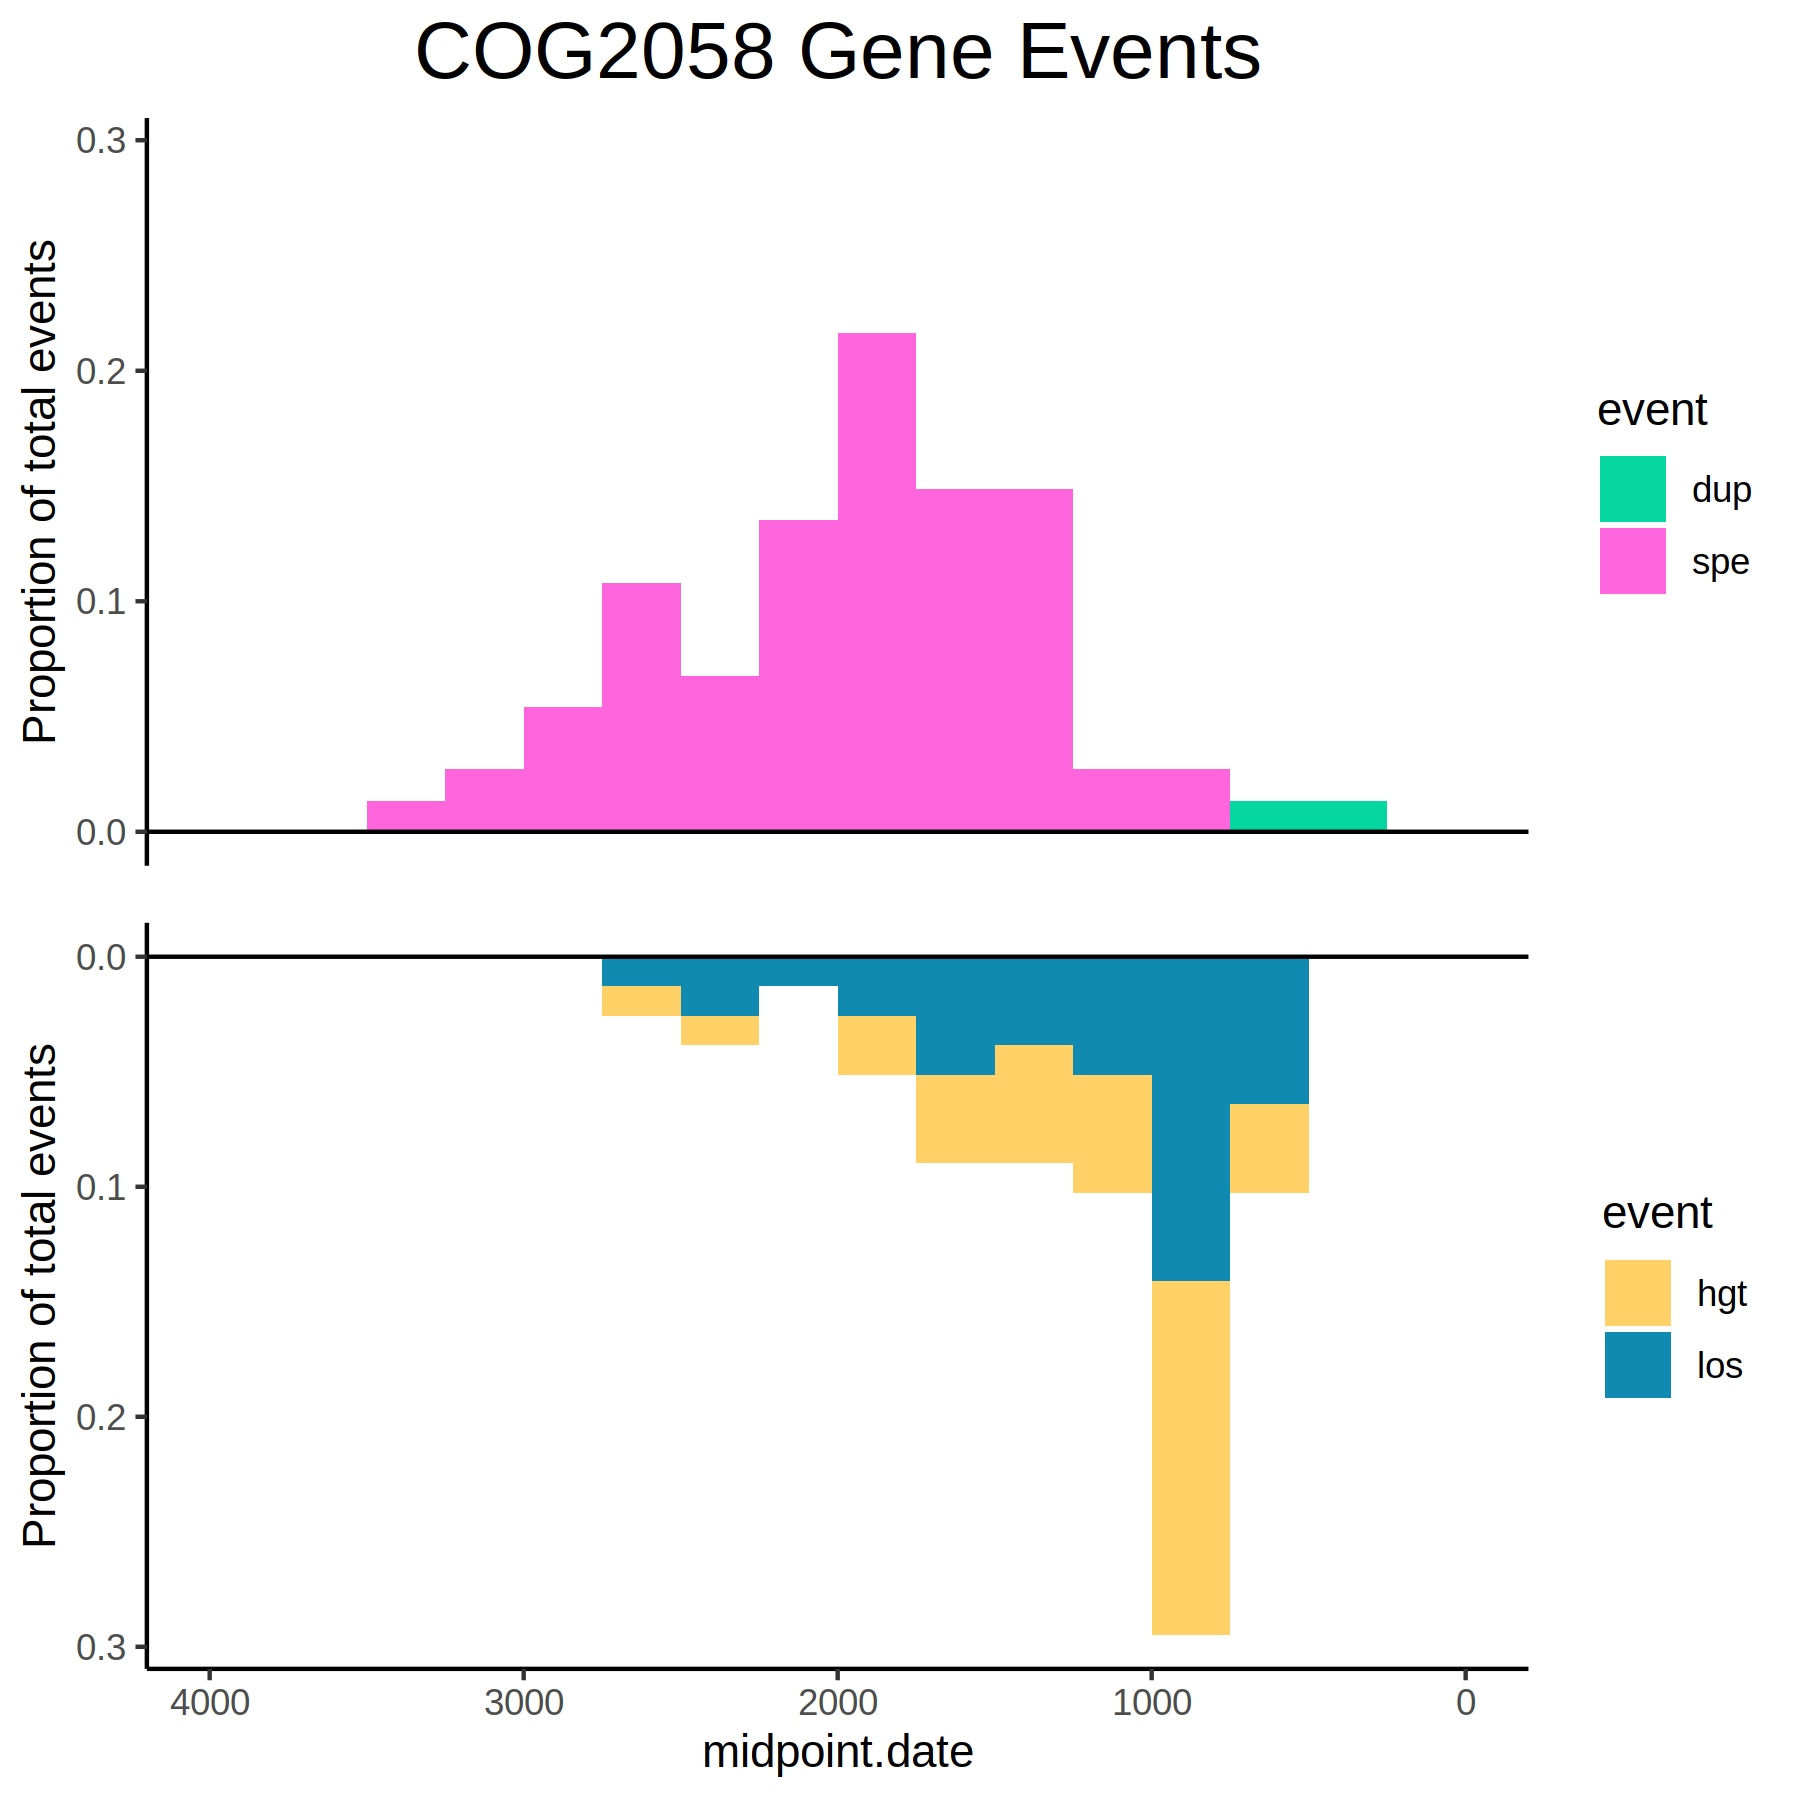 COG2058 Gene Events
Proportion of total events
0.3
0.2
0.1
0.0
event
dup
spe
Proportion of total events
0.0
0.1
0.2
0.3
event
hgt
los
4000 3000 2000 1000 0
midpoint.date